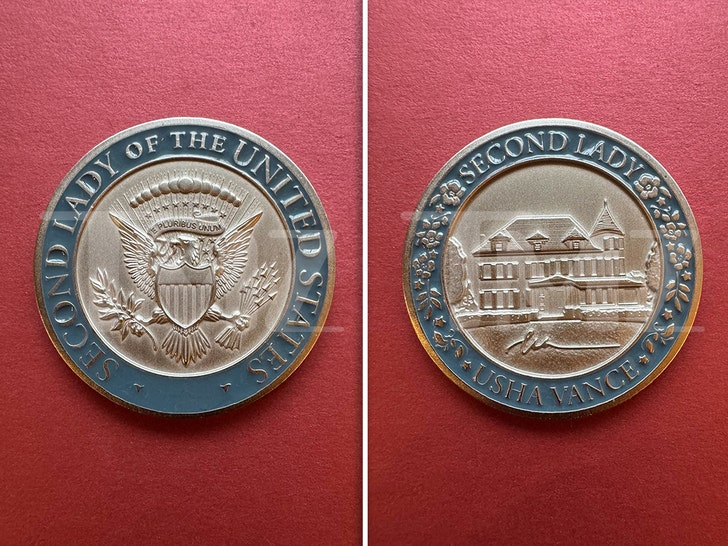 SECOND LADY OF THE UNITED STATES
E PLURIBUS UNUM
SECOND LADY
USHA VANCE